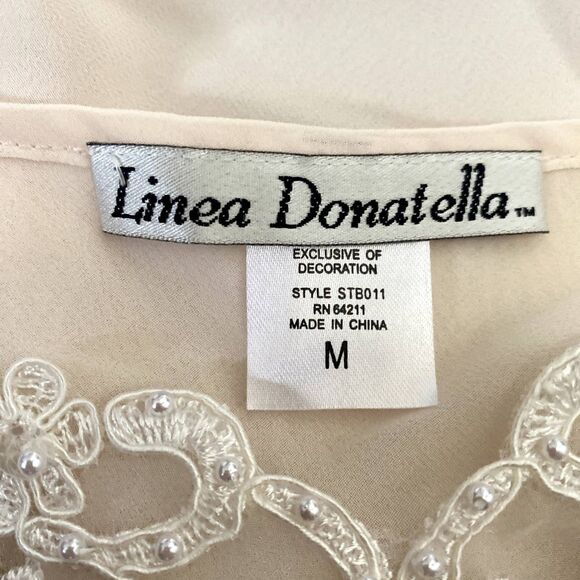 Linea Donatella™
EXCLUSIVE OF
DECORATION
STYLE STB011
RN 64211
MADE IN CHINA
M